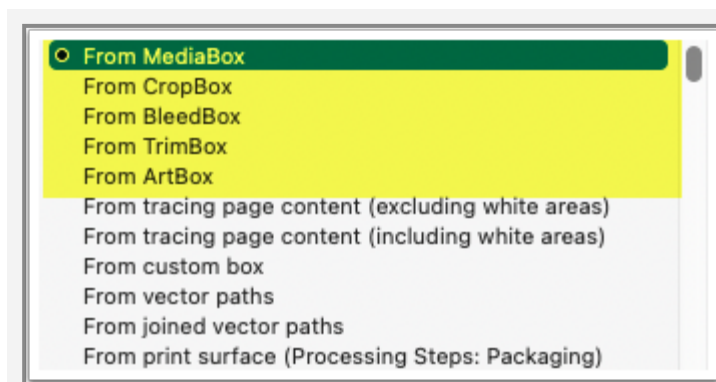 From MediaBox
From CropBox
From BleedBox
From TrimBox
From ArtBox
From tracing page content (excluding white areas)
From tracing page content (including white areas)
From custom box
From vector paths
From joined vector paths
From print surface (Processing Steps: Packaging)